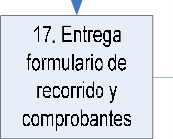 17. Entrega
formulario de
recorrido y
comprobantes